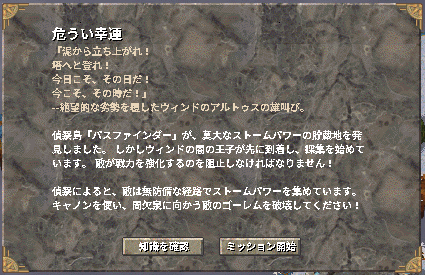 危うい幸運
『泥から立ち上がれ！
塔へと登れ！
今日こそ、その日だ！
今こそ、その時だ！』
--絶望的な劣勢を覆したウィンドのアルトゥスの雄叫び。
偵察鳥『パスファインダー』が、莫大なストームパワーの貯蔵地を発
見しました。 しかしウィンドの闇の王子が先に到着し、採集を始めて
います。 敵が戦力を強化するのを阻止しなければなりません！
偵察によると、敵は無防備な経路でストームパワーを集めています。
キャノンを使い、間欠泉に向かう敵のゴーレムを破壊してください！
知識を確認
ミッション開始